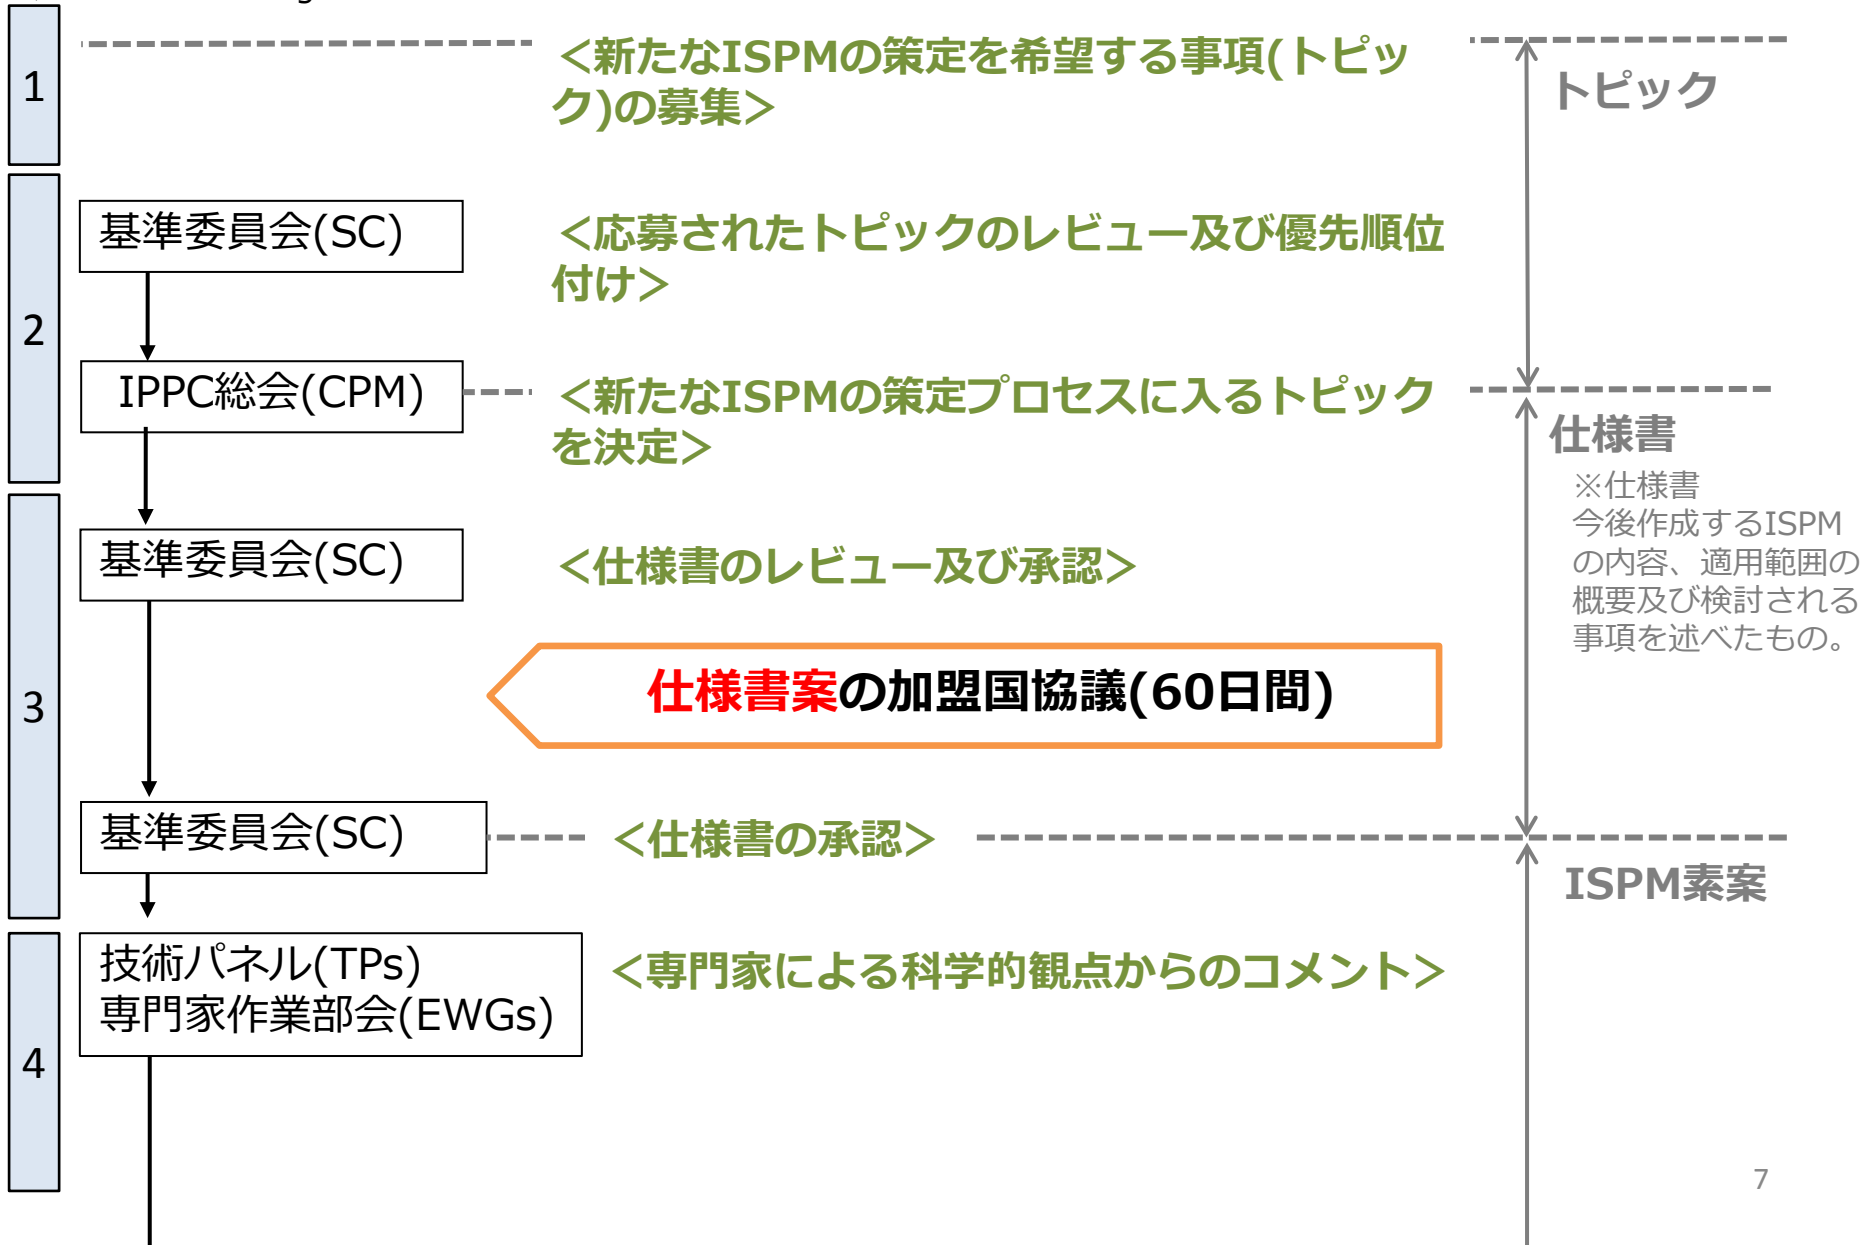 1
＜新たなISPMの策定を希望する事項(トピッ
ク)の募集＞
トピック
2
基準委員会(SC)
＜応募されたトピックのレビュー及び優先順位
付け＞
IPPC総会(CPM)
＜新たなISPMの策定プロセスに入るトピック
を決定＞
仕様書
※仕様書
今後作成するISPM
の内容、適用範囲の
概要及び検討される
事項を述べたもの。
3
基準委員会(SC)
＜仕様書のレビュー及び承認＞
仕様書案の加盟国協議(60日間)
基準委員会(SC)
＜仕様書の承認＞
ISPM素案
4
技術パネル(TPs)
専門家作業部会(EWGs)
＜専門家による科学的観点からのコメント＞
7